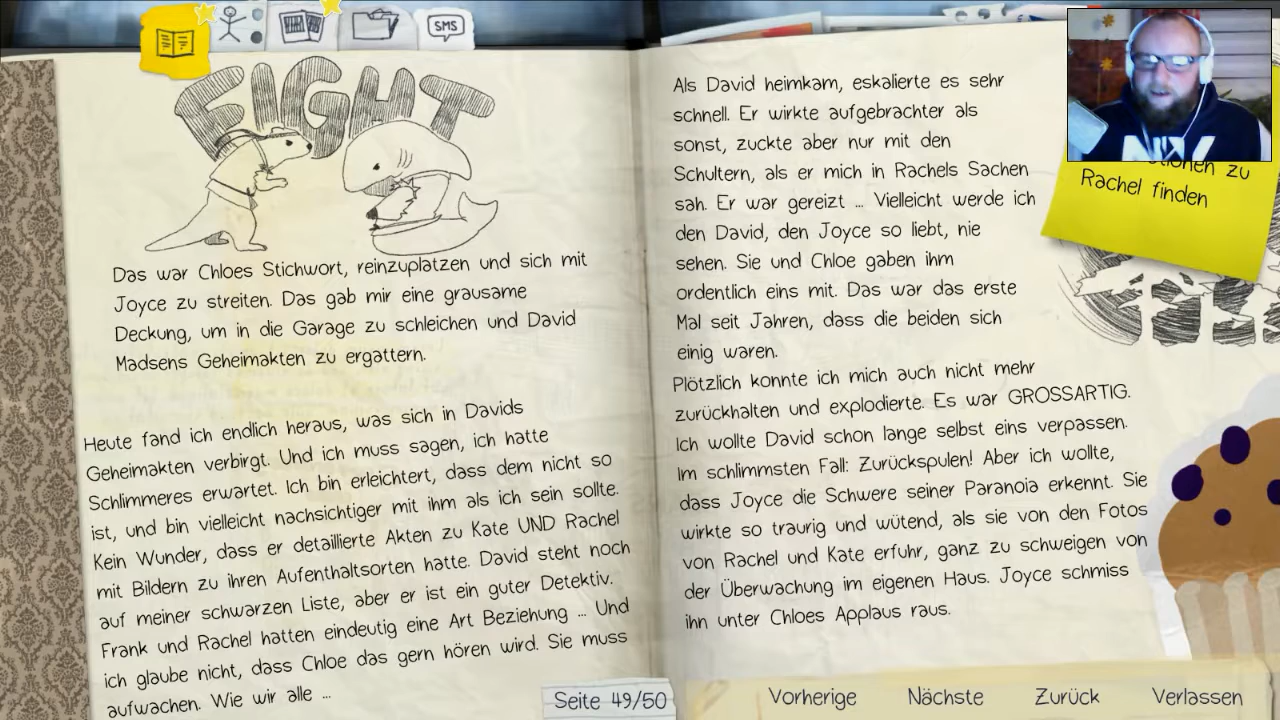 SMS
FIGHT
Das war Chloes Stichwort, reinzuplatzen und sich mit
Joyce zu streiten. Das gab mir eine grausame
Deckung, um in die Garage zu schleichen und David
Madsens Geheimakten zu ergattern.
Heute fand ich endlich heraus, was sich in Davids
Geheimakten verbirgt. Und ich muss sagen, ich hatte
Schlimmeres erwartet. Ich bin erleichtert, dass dem nicht so
ist, und bin vielleicht nachsichtiger mit ihm als ich sein sollte.
Kein Wunder, dass er detaillierte Akten zu Kate UND Rachel
mit Bildern zu ihren Aufenthaltsorten hatte. David steht noch
auf meiner schwarzen Liste, aber er ist ein guter Detektiv.
Frank und Rachel hatten eindeutig eine Art Beziehung ... Und
ich glaube nicht, dass Chloe das gern hören wird. Sie muss
aufwachen. Wie wir alle ...
Als David heimkam, eskalierte es sehr
schnell. Er wirkte aufgebrachter als
sonst, zuckte aber nur mit den
Schultern, als er mich in Rachels Sachen
sah. Er war gereizt ... Vielleicht werde ich
den David, den Joyce so liebt, nie
sehen. Sie und Chloe gaben ihm
ordentlich eins mit. Das war das erste
Mal seit Jahren, dass die beiden sich
einig waren.
Plötzlich konnte ich mich auch nicht mehr
zurückhalten und explodierte. Es war GROSSARTIG.
Ich wollte David schon lange selbst eins verpassen.
Im schlimmsten Fall: Zurückspulen! Aber ich wollte,
dass Joyce die Schwere seiner Paranoia erkennt. Sie
wirkte so traurig und wütend, als sie von den Fotos
von Rachel und Kate erfuhr, ganz zu schweigen von
der Überwachung im eigenen Haus. Joyce schmiss
ihn unter Chloes Applaus raus.
zu
Rachel finden
Seite 49/50
Vorherige
Nächste
Zurück
Verlassen